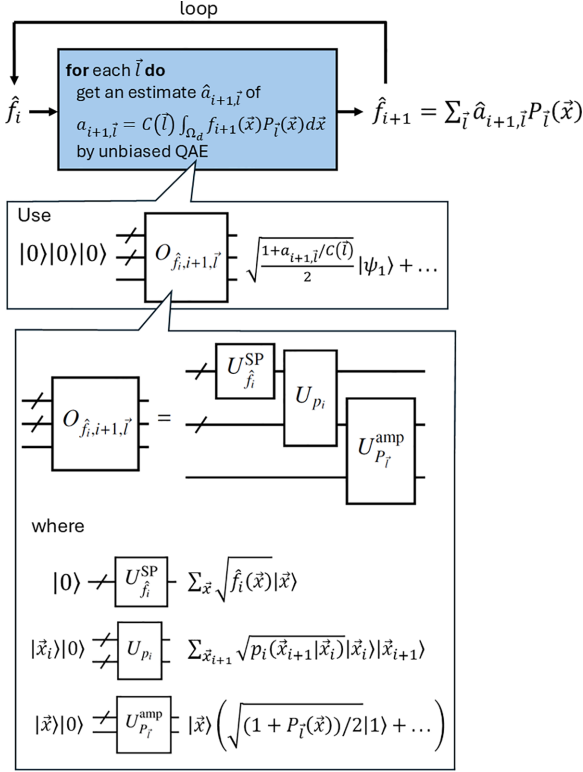 loop
for each l⃗ do
get an estimate â_{i+1,l⃗} of
f̂_i
a_{i+1,l⃗} = C(l⃗) ∫_{Ω_d} f_{i+1}(x⃗)P_{l⃗}(x⃗)dx⃗
f̂_{i+1} = ∑_{l⃗} â_{i+1,l⃗}P_{l⃗}(x⃗)
by unbiased QAE
Use
|0⟩|0⟩|0⟩ O_{f̂_i,i+1,l⃗} √((1+a_{i+1,l⃗}/C(l⃗))/2) |ψ_1⟩ + …
U^{SP}_{f̂_i}
U_{p_i}
O_{f̂_i,i+1,l⃗} =
U^{amp}_{P_{l⃗}}
where
|0⟩ U^{SP}_{f̂_i} ∑_{x⃗} √(f̂_i(x⃗)) |x⃗⟩
|x⃗_i⟩|0⟩ U_{p_i} ∑_{x⃗_{i+1}} √(p_i(x⃗_{i+1}|x⃗_i)) |x⃗_i⟩|x⃗_{i+1}⟩
|x⃗⟩|0⟩ U^{amp}_{P_{l⃗}} |x⃗⟩ (√((1 + P_{l⃗}(x⃗))/2) |1⟩ + …)